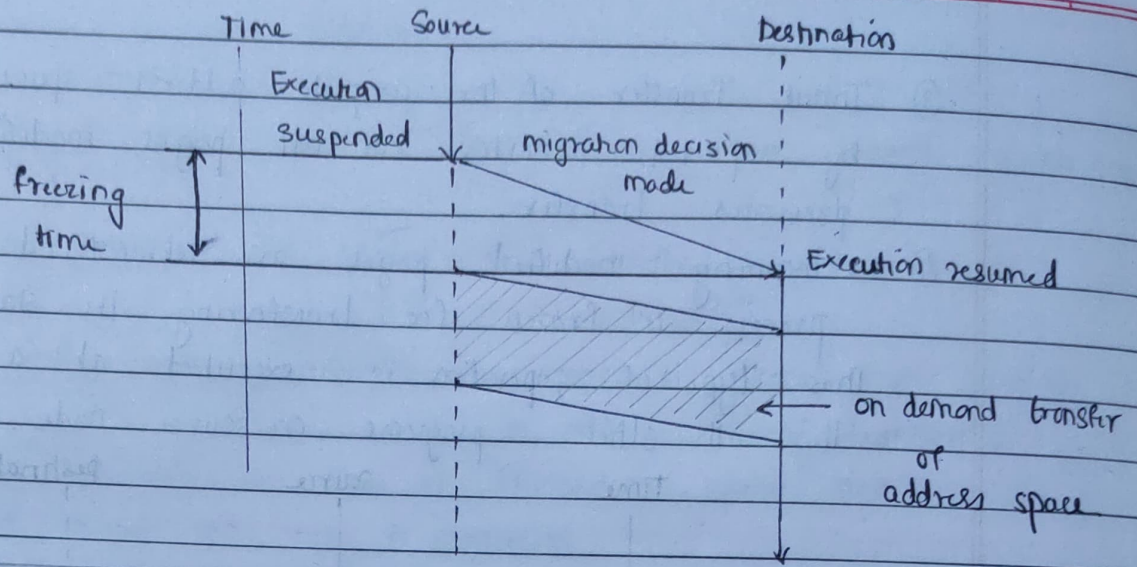 Time Source Destination
Execution
suspended
migration decision
made
freezing
time
Execution resumed
on demand transfer
of
address space